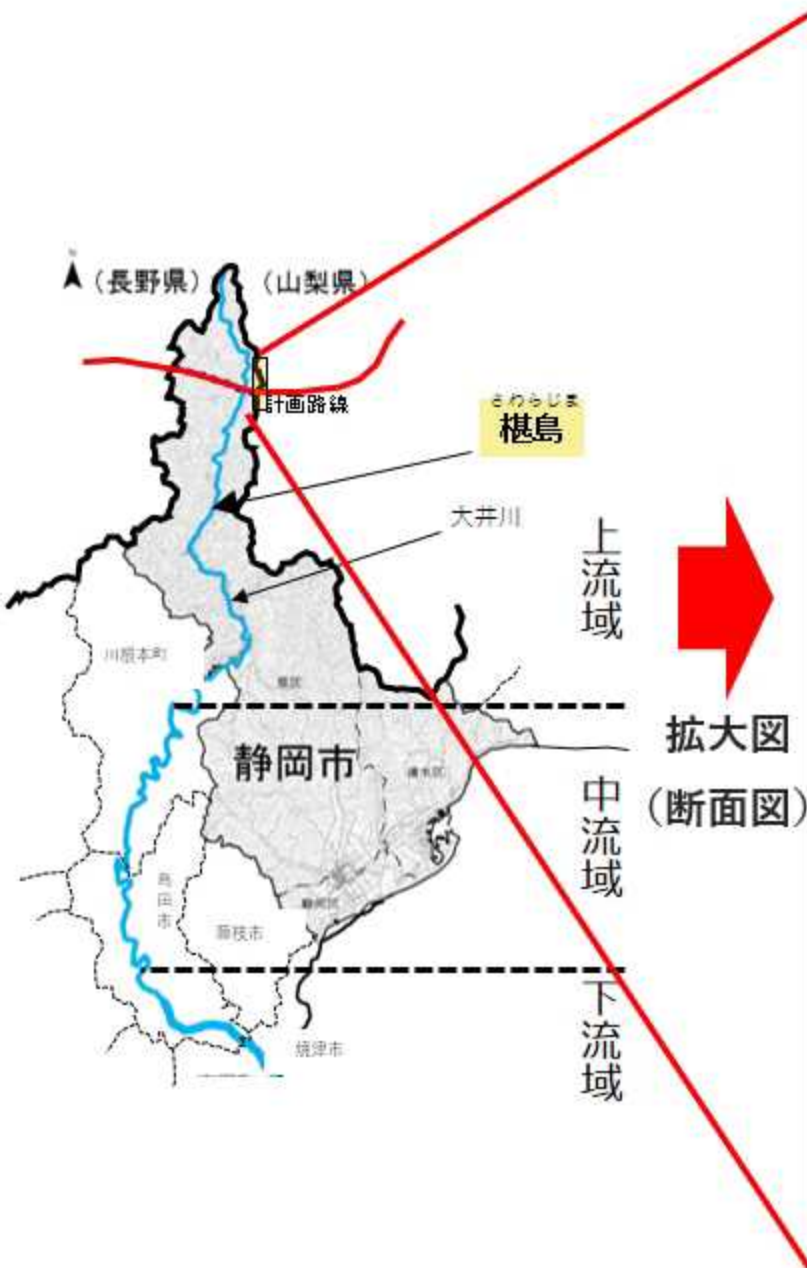 N
（長野県）
（山梨県）
計画路線
さわらじま
椹島
大井川
上流域
川根本町
葵区
拡大図
静岡市
清水区
（断面図）
中流域
島田市
藤枝市
駿河区
下流域
焼津市